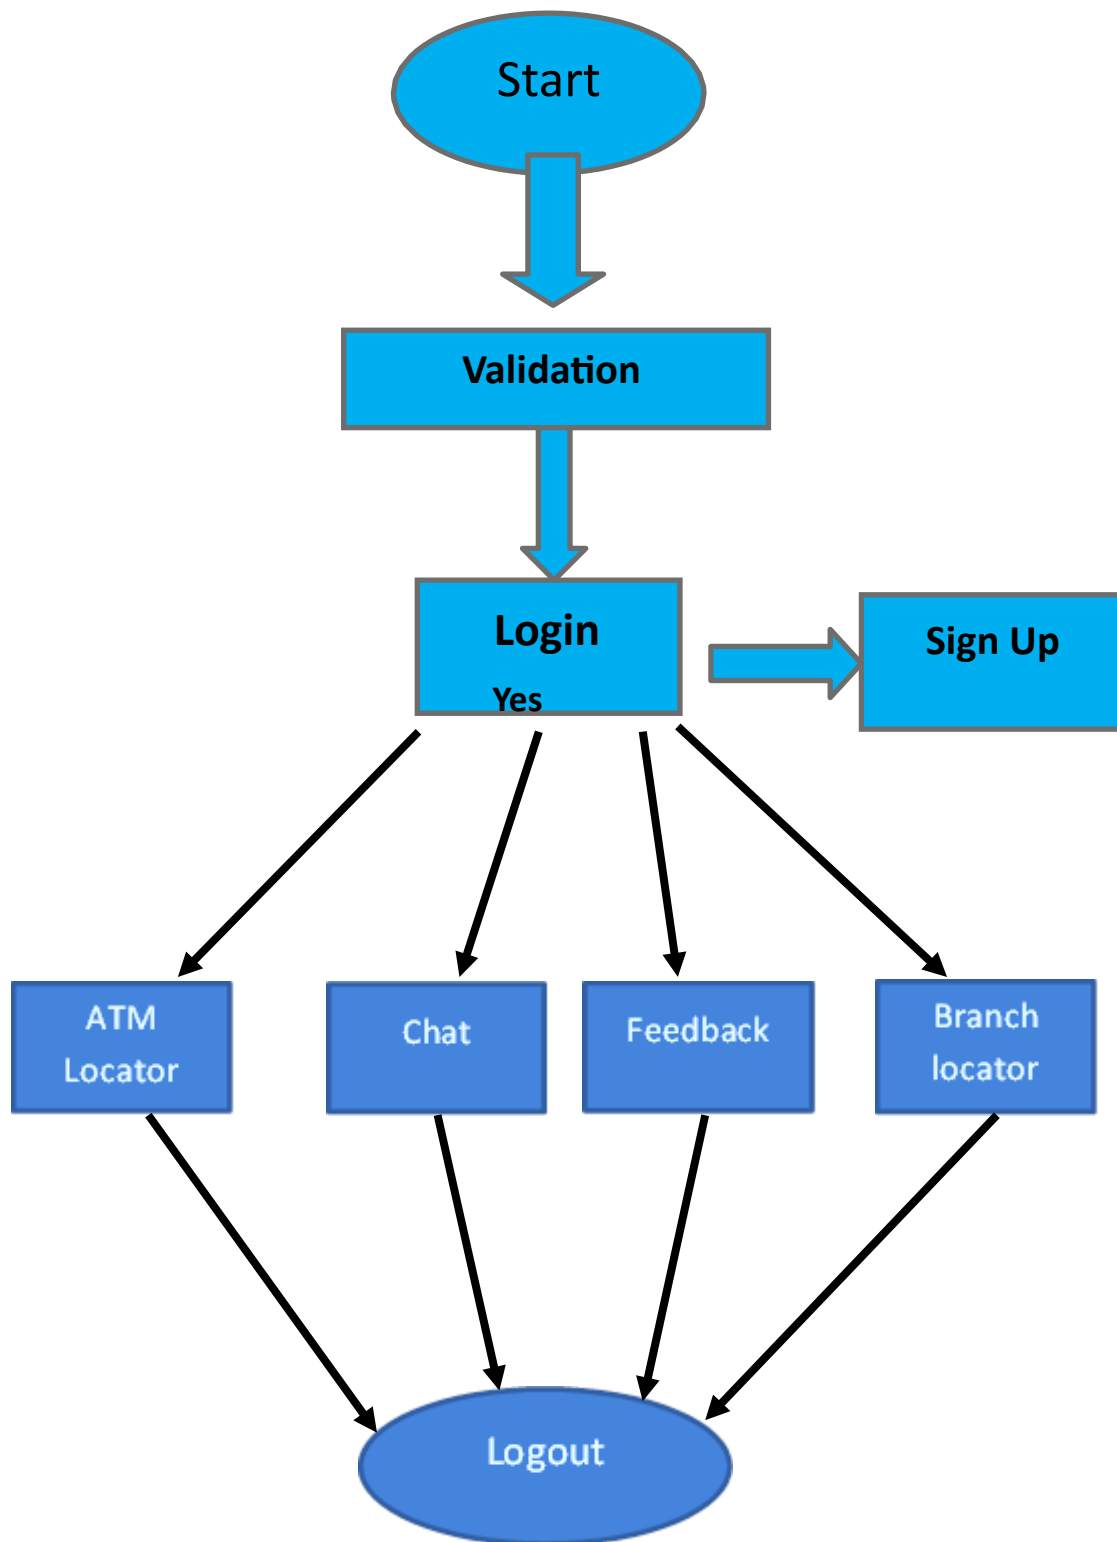 Start
Validation
Login
Yes
Sign Up
ATM
Locator
Chat
Feedback
Branch
locator
Logout